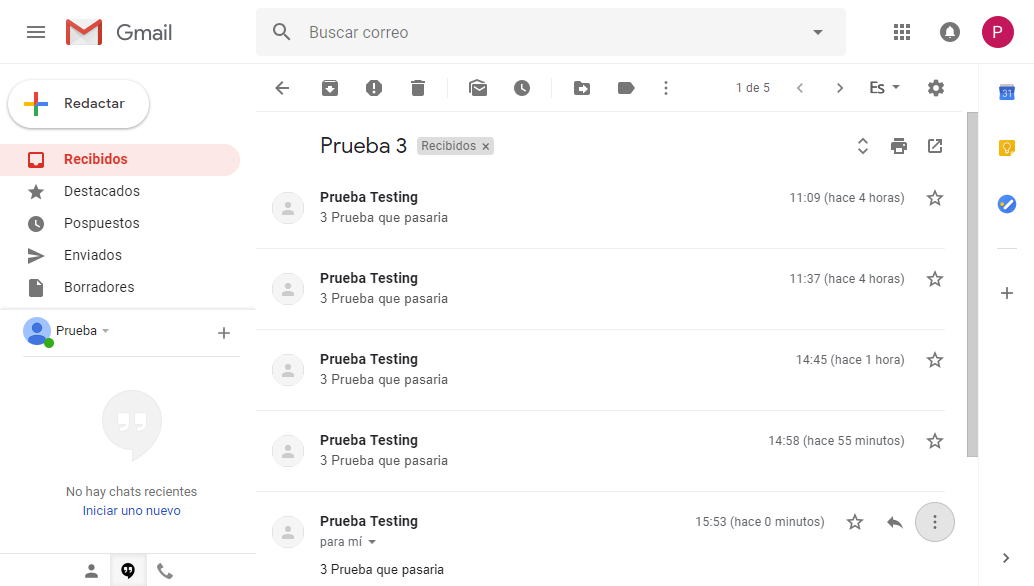 Gmail
Buscar correo
P
Redactar
1 de 5
Es
31
Recibidos
Destacados
Pospuestos
Enviados
Borradores
Prueba
No hay chats recientes
Iniciar uno nuevo
Prueba 3 Recibidos x
Prueba Testing 11:09 (hace 4 horas)
3 Prueba que pasaria
Prueba Testing 11:37 (hace 4 horas)
3 Prueba que pasaria
Prueba Testing 14:45 (hace 1 hora)
3 Prueba que pasaria
Prueba Testing 14:58 (hace 55 minutos)
3 Prueba que pasaria
Prueba Testing 15:53 (hace 0 minutos)
para mí
3 Prueba que pasaria